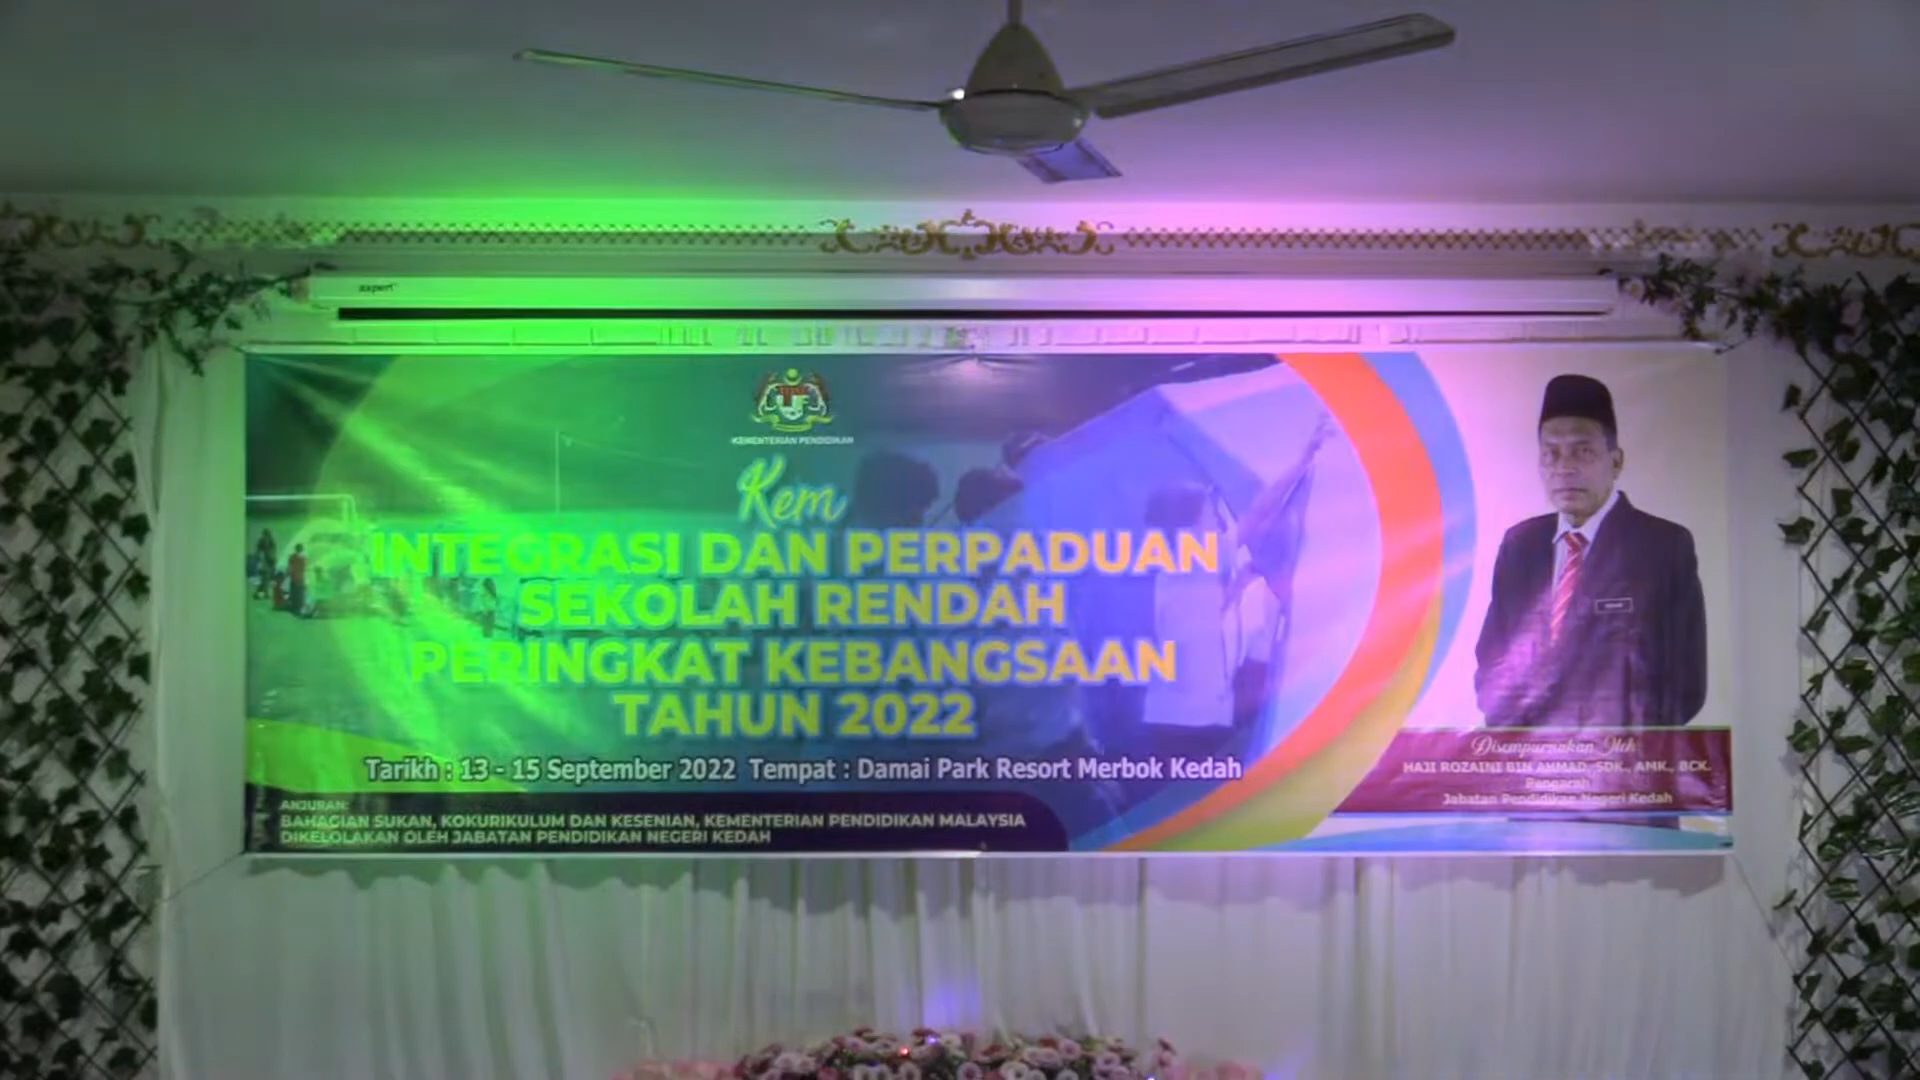 expert
KEMENTERIAN PENDIDIKAN
Kem
INTEGRASI DAN PERPADUAN
SEKOLAH RENDAH
PERINGKAT KEBANGSAAN
TAHUN 2022
Tarikh : 13 - 15 September 2022 Tempat : Damai Park Resort Merbok Kedah
ANJURAN:
BAHAGIAN SUKAN, KOKURIKULUM DAN KESENIAN, KEMENTERIAN PENDIDIKAN MALAYSIA
DIKELOLAKAN OLEH JABATAN PENDIDIKAN NEGERI KEDAH
Disempurnakan Oleh
HAJI ROZAINI BIN AHMAD, SDK., AMK., BCK.
Pengarah
Jabatan Pendidikan Negeri Kedah